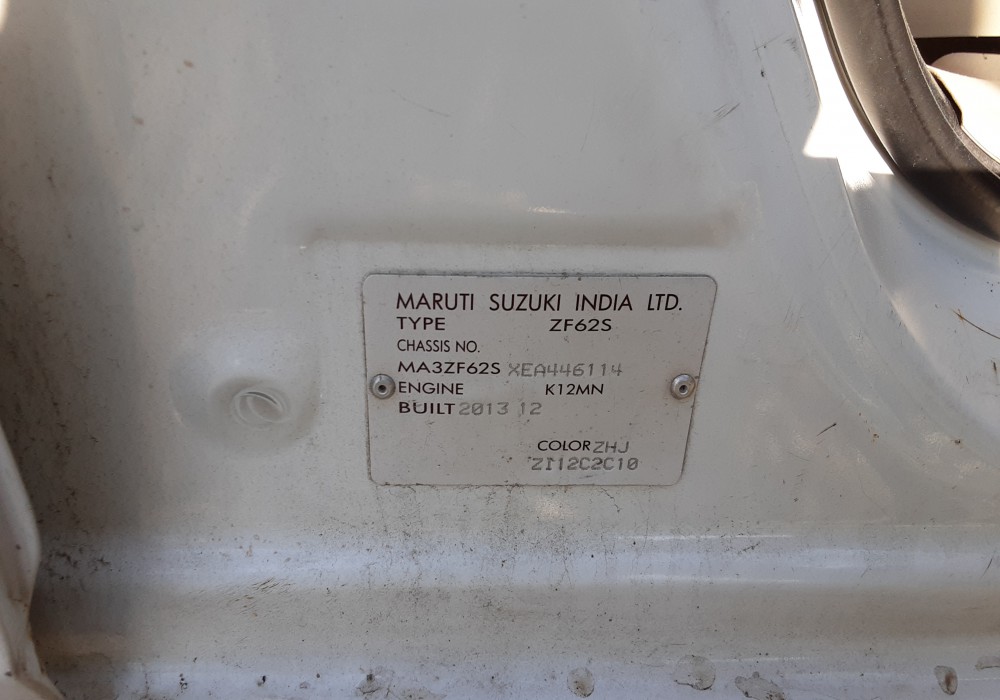 MARUTI SUZUKI INDIA LTD.
TYPE ZF62S
CHASSIS NO.
MA3ZF62S XEA446114
ENGINE K12MN
BUILT 2013 12
COLOR ZHJ
ZI12C2C10